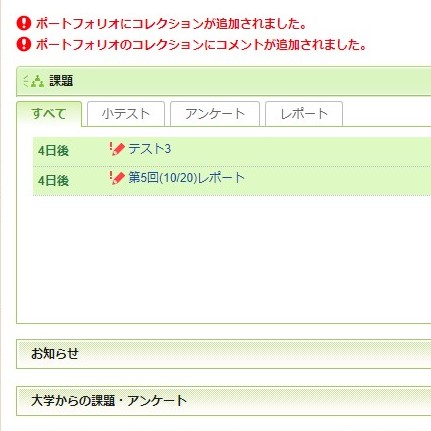 ポートフォリオにコレクションが追加されました。
ポートフォリオのコレクションにコメントが追加されました。
課題
すべて 小テスト アンケート レポート
4日後 テスト3
4日後 第5回(10/20)レポート
お知らせ
大学からの課題・アンケート